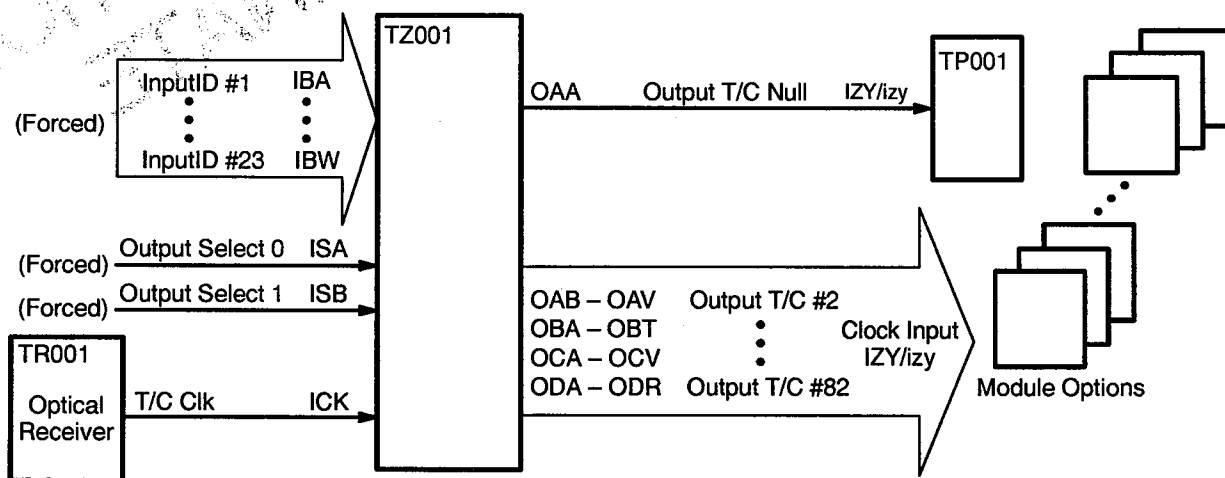 TZ001
InputID #1 IBA
(Forced)
InputID #23 IBW
OAA Output T/C Null IZY/izy
TP001
(Forced) Output Select 0 ISA
(Forced) Output Select 1 ISB
TR001
Optical
Receiver
T/C Clk ICK
OAB – OAV Output T/C #2
OBA – OBT
OCA – OCV
ODA – ODR Output T/C #82
Clock Input
IZY/izy
Module Options